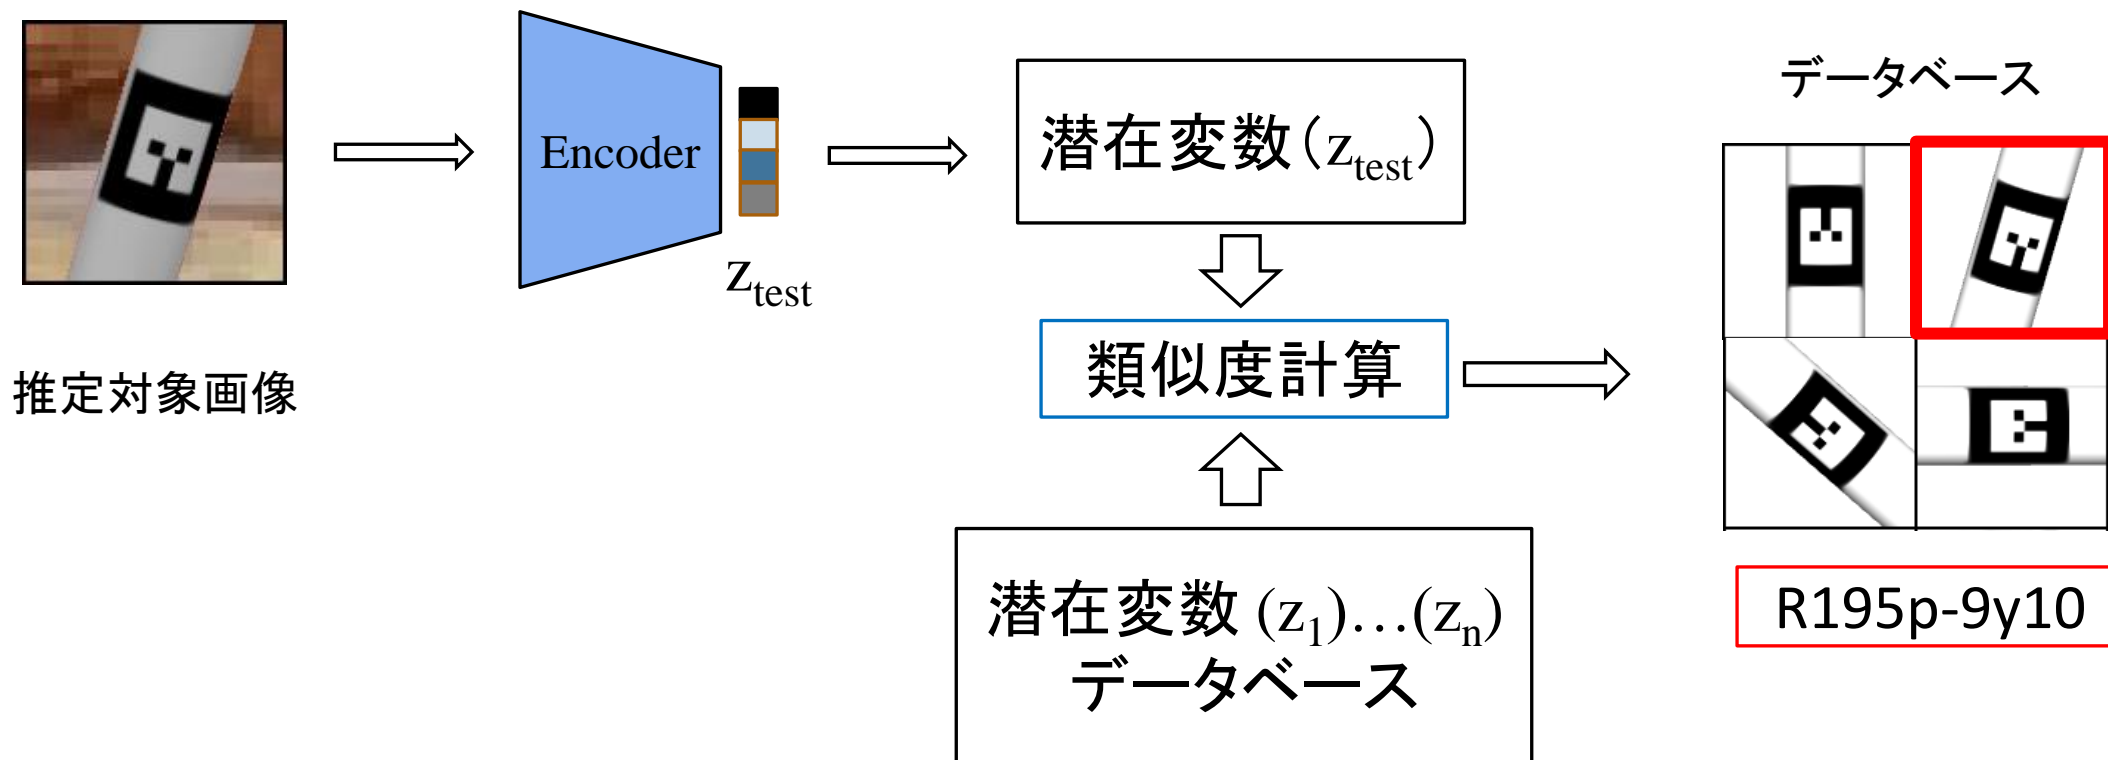 推定対象画像
Encoder
ztest
潜在変数(ztest)
類似度計算
潜在変数 (z1)…(zn)
データベース
データベース
R195p-9y10